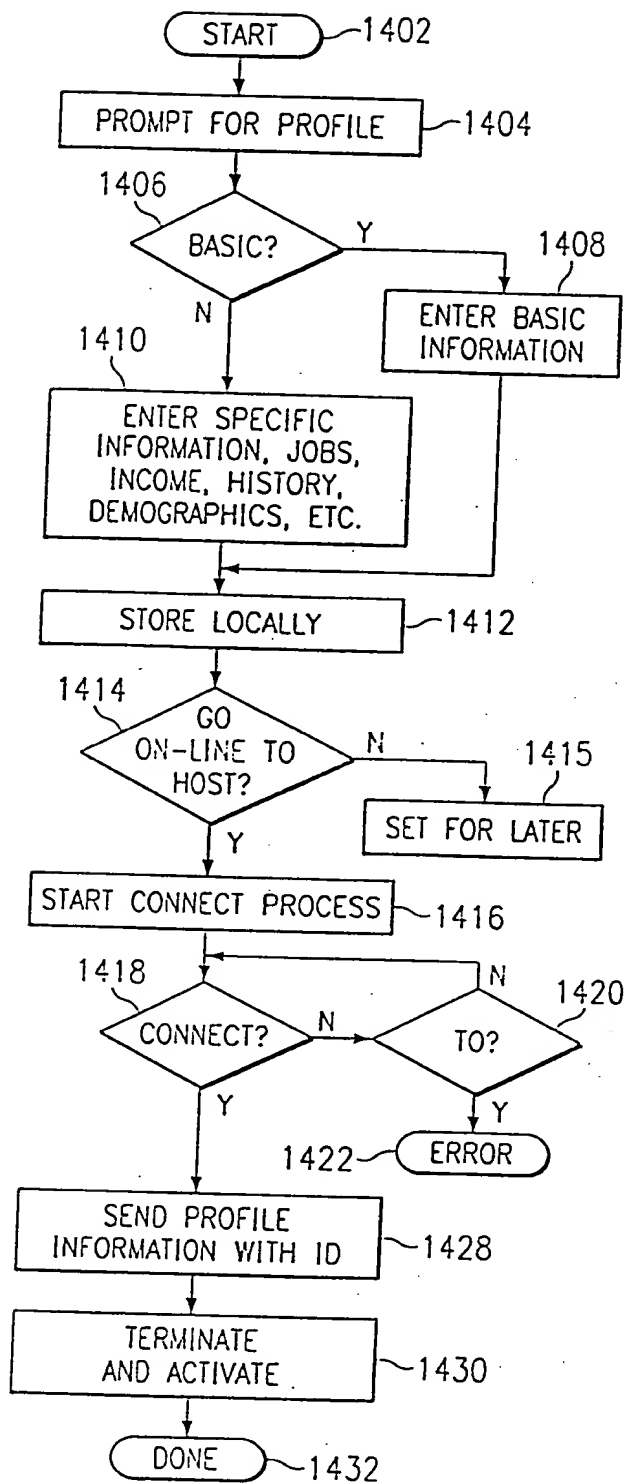 START
1402
PROMPT FOR PROFILE
1404
1406
BASIC?
Y
N
1408
ENTER BASIC
INFORMATION
1410
ENTER SPECIFIC
INFORMATION, JOBS,
INCOME, HISTORY,
DEMOGRAPHICS, ETC.
STORE LOCALLY
1412
1414
GO
ON-LINE TO
HOST?
N
Y
1415
SET FOR LATER
START CONNECT PROCESS
1416
1418
CONNECT?
N
Y
N
1420
TO?
Y
1422
ERROR
SEND PROFILE
INFORMATION WITH ID
1428
TERMINATE
AND ACTIVATE
1430
DONE
1432